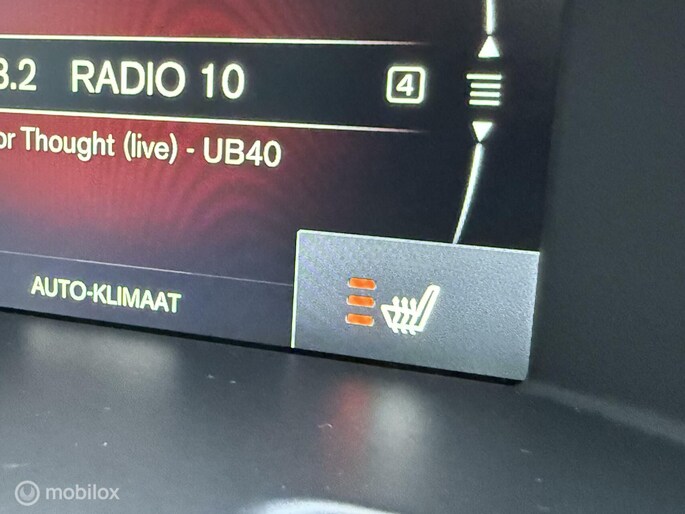 3.2 RADIO 10 4
or Thought (live) - UB40
AUTO-KLIMAAT
mobilox